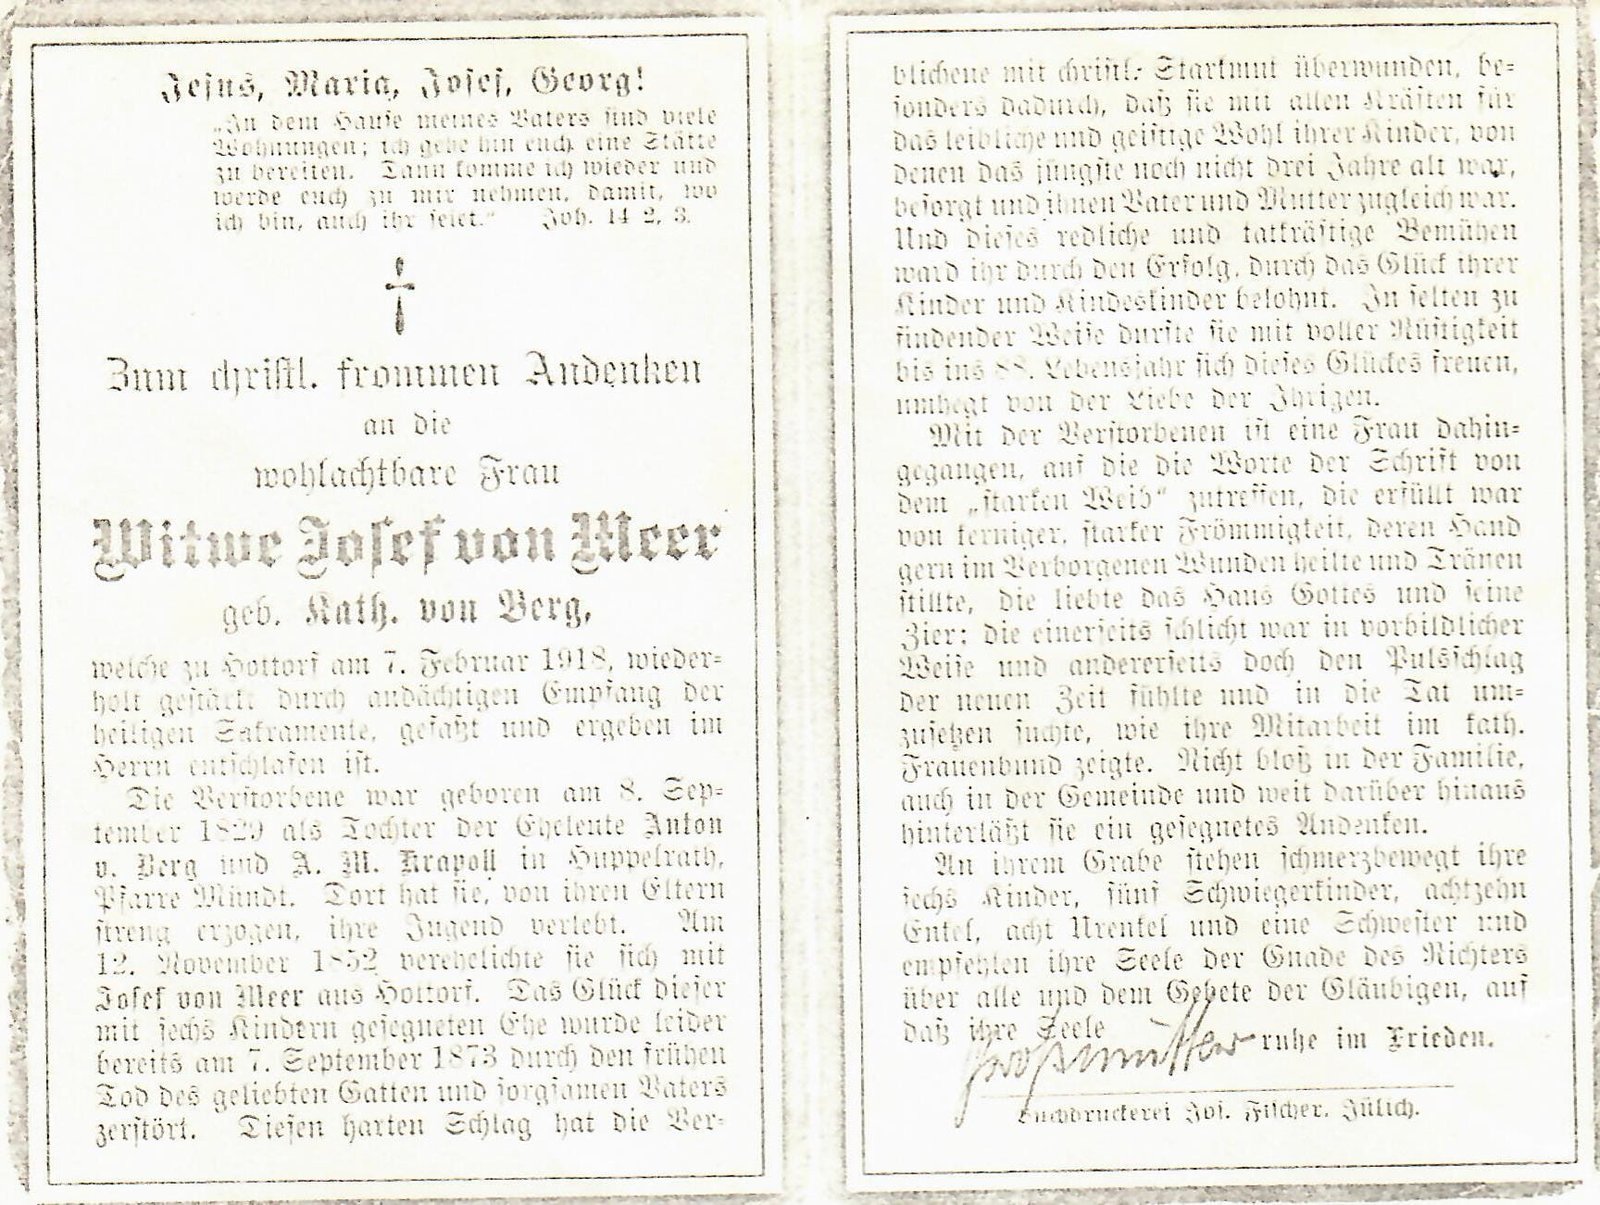 Jesus, Maria, Josef, Georg!
„In dem Hause meines Vaters sind viele
Wohnungen; ich gehe hin euch eine Stätte
zu bereiten. Dann komme ich wieder und
werde euch zu mir nehmen, damit, wo
ich bin, auch ihr seiet.“ Joh. 14 2, 3.
Zum christl. frommen Andenken
an die
wohlachtbare Frau
Witwe Josef von Meer
geb. Kath. von Berg,
welche zu Hottorf am 7. Februar 1918, wieder-
holt gestärkt durch andächtigen Empfang der
heiligen Sakramente, gefaßt und ergeben im
Herrn entschlafen ist.
Die Verstorbene war geboren am 8. Sep-
tember 1829 als Tochter der Eheleute Anton
v. Berg und A. M. Krapoll in Huppelrath,
Pfarre Mündt. Dort hat sie, von ihren Eltern
streng erzogen, ihre Jugend verlebt. Am
12. November 1852 verehelichte sie sich mit
Josef von Meer aus Hottorf. Das Glück dieser
mit sechs Kindern gesegneten Ehe wurde leider
bereits am 7. September 1873 durch den frühen
Tod des geliebten Gatten und sorgsamen Vaters
zerstört. Diesen harten Schlag hat die Ver-
blichene mit christl. Starkmut überwunden, be-
sonders dadurch, daß sie mit allen Kräften für
das leibliche und geistige Wohl ihrer Kinder, von
denen das jüngste noch nicht drei Jahre alt war,
besorgt und ihnen Vater und Mutter zugleich war.
Und dieses redliche und tatkräftige Bemühen
ward ihr durch den Erfolg, durch das Glück ihrer
Kinder und Kindeskinder belohnt. In selten zu
findender Weise durfte sie mit voller Rüstigkeit
bis ins 88. Lebensjahr sich dieses Glückes freuen,
umhegt von der Liebe der Ihrigen.
Mit der Verstorbenen ist eine Frau dahin-
gegangen, auf die die Worte der Schrift von
dem „starken Weib“ zutreffen, die erfüllt war
von kerniger, starker Frömmigkeit, deren Hand
gern im Verborgenen Wunden heilte und Tränen
stillte, die liebte das Haus Gottes und seine
Zier; die einerseits schlicht war in vorbildlicher
Weise und andererseits doch den Pulsschlag
der neuen Zeit fühlte und in die Tat um-
zusetzen suchte, wie ihre Mitarbeit im kath.
Frauenbund zeigte. Nicht bloß in der Familie,
auch in der Gemeinde und weit darüber hinaus
hinterläßt sie ein gesegnetes Andenken.
An ihrem Grabe stehen schmerzbewegt ihre
sechs Kinder, fünf Schwiegerkinder, achtzehn
Enkel, acht Urenkel und eine Schwester und
empfehlen ihre Seele der Gnade des Richters
über alle und dem Gebete der Gläubigen, auf
daß ihre Seele
ruhe im Frieden.
Großmutter
Buchdruckerei Jos. Fischer, Jülich.